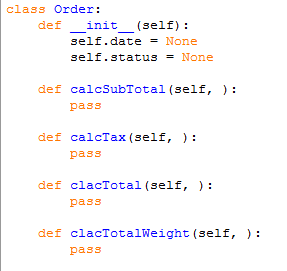 class Order:
    def __init__(self):
        self.date = None
        self.status = None
    def calcSubTotal(self, ):
        pass
    def calcTax(self, ):
        pass
    def clacTotal(self, ):
        pass
    def clacTotalWeight(self, ):
        pass